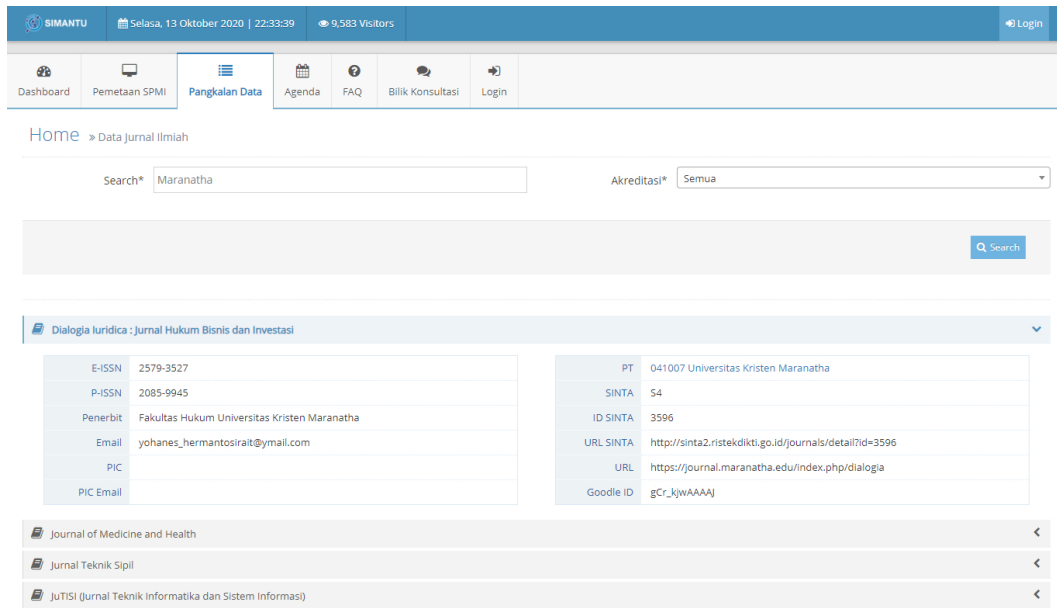 SIMANTU
Selasa, 13 Oktober 2020 | 22:33:39
9,583 Visitors
Login
Dashboard
Pemetaan SPMI
Pangkalan Data
Agenda
FAQ
Bilik Konsultasi
Login
Home » Data Jurnal Ilmiah
Search* Maranatha
Akreditasi* Semua
Search
Dialogia Iuridica : Jurnal Hukum Bisnis dan Investasi
E-ISSN 2579-3527
P-ISSN 2085-9945
Penerbit Fakultas Hukum Universitas Kristen Maranatha
Email yohanes_hermantosirait@ymail.com
PIC
PIC Email
PT 041007 Universitas Kristen Maranatha
SINTA S4
ID SINTA 3596
URL SINTA http://sinta2.ristekdikti.go.id/journals/detail?id=3596
URL https://journal.maranatha.edu/index.php/dialogia
Goodle ID gCr_kjwAAAAJ
Journal of Medicine and Health
Jurnal Teknik Sipil
JuTISI (Jurnal Teknik Informatika dan Sistem Informasi)